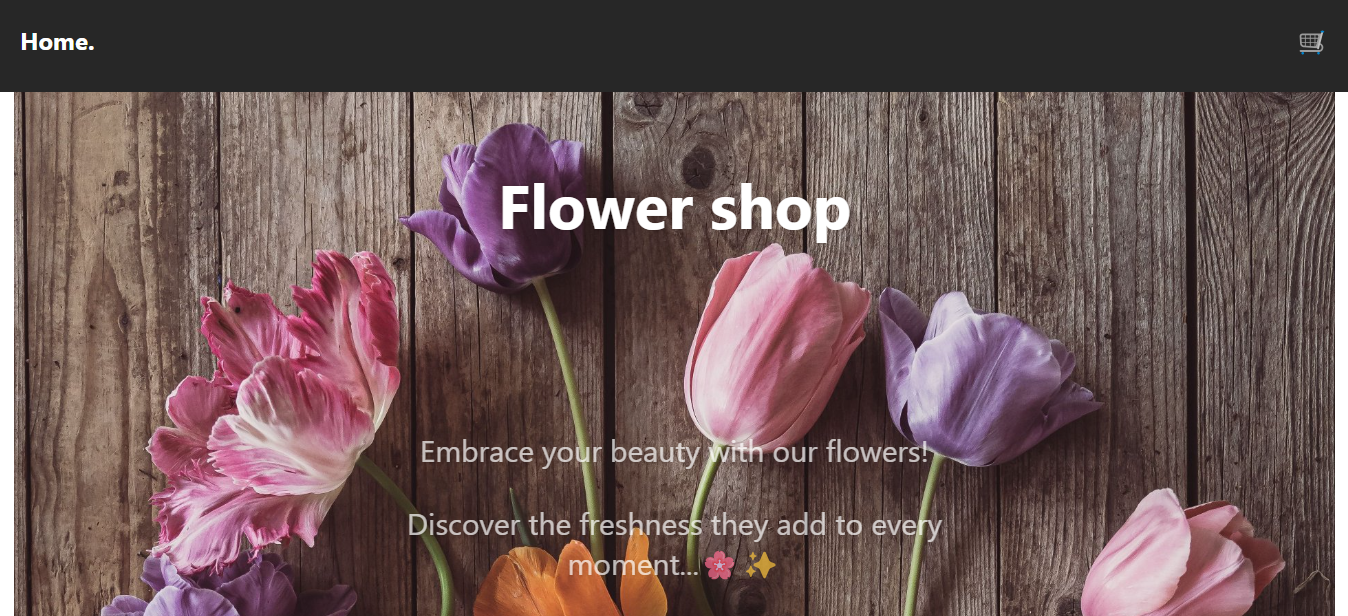 Home.
Flower shop
Embrace your beauty with our flowers!
Discover the freshness they add to every
moment...🌸 ✨